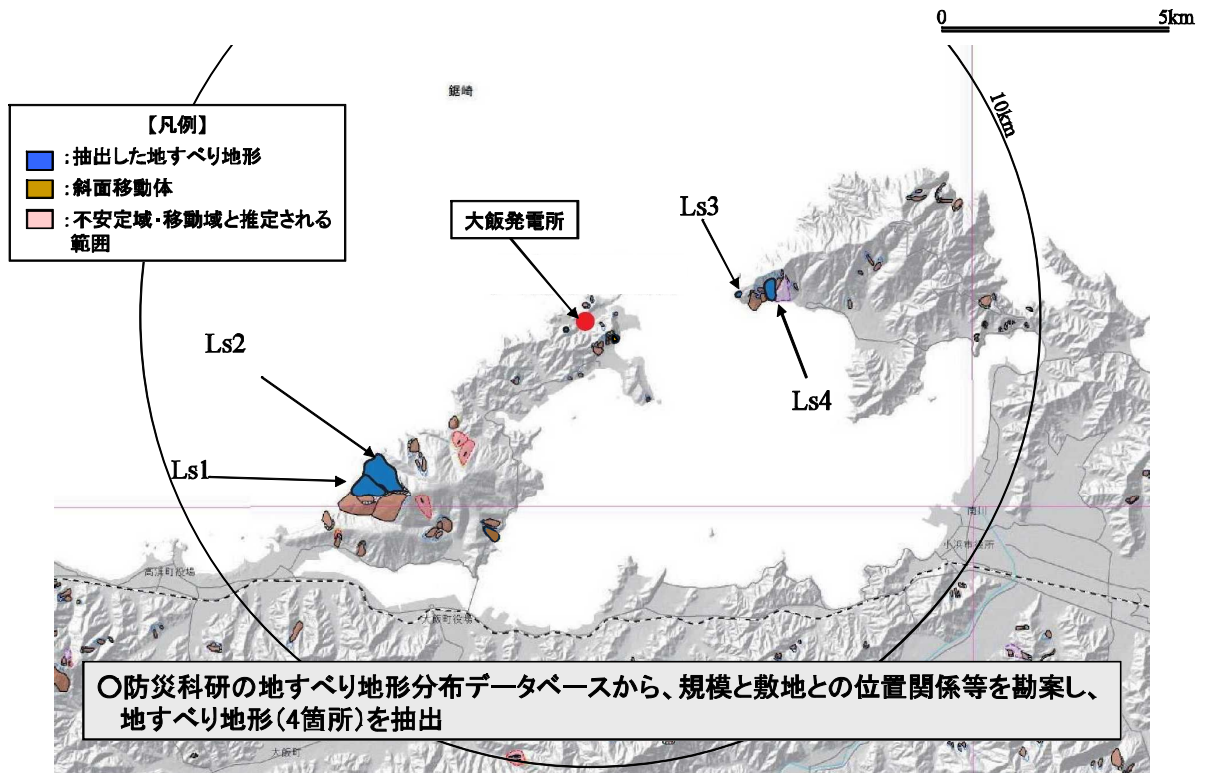 0 5km
鋸崎
10km
【凡例】
:抽出した地すべり地形
:斜面移動体
:不安定域・移動域と推定される
範囲
大飯発電所
Ls3
Ls2
Ls4
Ls1
南川
小浜市役所
高浜町役場
大飯町役場
○防災科研の地すべり地形分布データベースから、規模と敷地との位置関係等を勘案し、
地すべり地形(4箇所)を抽出
大飯町